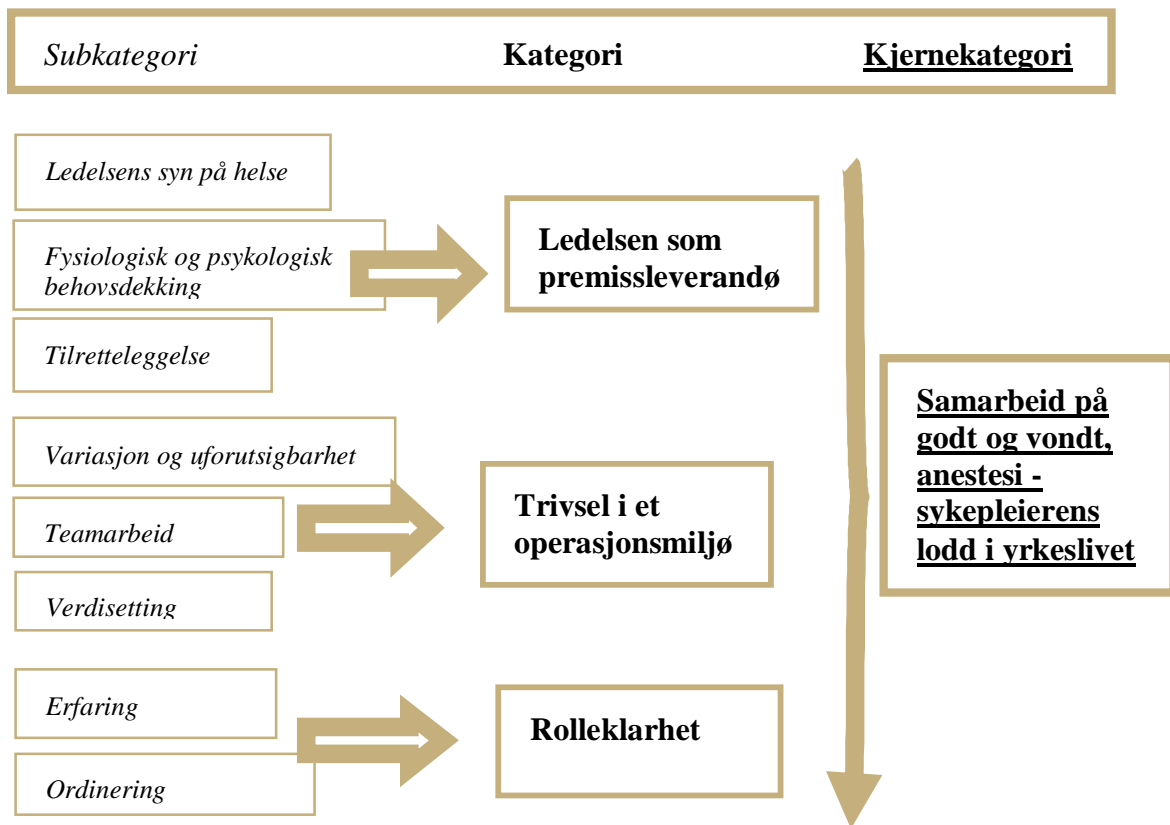 Subkategori Kategori Kjernekategori
Ledelsens syn på helse
Fysiologisk og psykologisk
behovsdekking
Tilretteleggelse
Ledelsen som
premissleverandø
Variasjon og uforutsigbarhet
Teamarbeid
Verdisetting
Trivsel i et
operasjonsmiljø
Erfaring
Ordinering
Rolleklarhet
Samarbeid på
godt og vondt,
anestesi -
sykepleierens
lodd i yrkeslivet